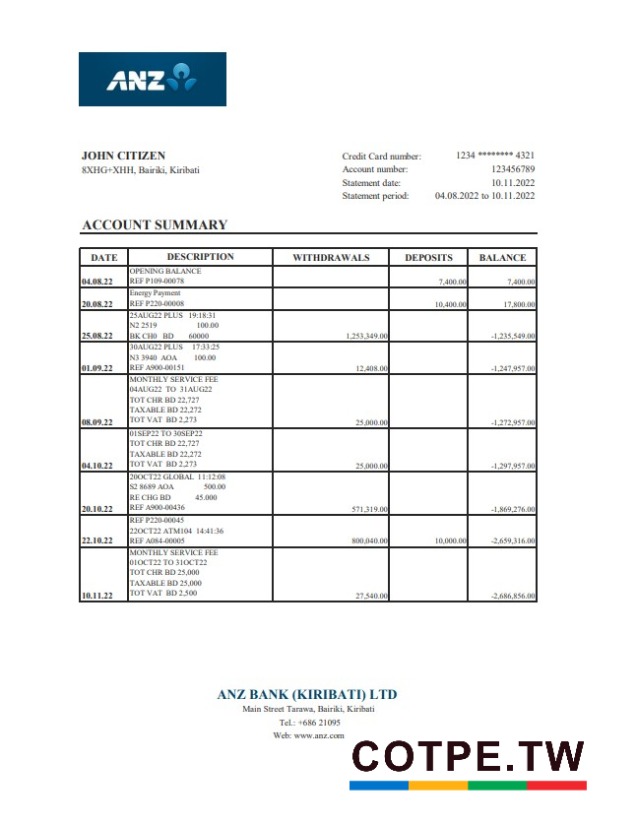 ANZ
JOHN CITIZEN
8XHG+XHH, Bairiki, Kiribati
Credit Card number: 1234 ******** 4321
Account number: 123456789
Statement date: 10.11.2022
Statement period: 04.08.2022 to 10.11.2022
ACCOUNT SUMMARY
DATE DESCRIPTION WITHDRAWALS DEPOSITS BALANCE
OPENING BALANCE
04.08.22 REF P109-00078 7,400.00 7,400.00
Energy Payment
20.08.22 REF P220-00008 10,400.00 17,800.00
25AUG22 PLUS 19:18:31
N2 2519 100.00
25.08.22 BK CH0 BD 60000 1,253,349.00 -1,235,549.00
30AUG22 PLUS 17:33:25
N3 3940 AOA 100.00
01.09.22 REF A900-00151 12,408.00 -1,247,957.00
MONTHLY SERVICE FEE
04AUG22 TO 31AUG22
TOT CHR BD 22,727
TAXABLE BD 22,272
08.09.22 TOT VAT BD 2,273 25,000.00 -1,272,957.00
01SEP22 TO 30SEP22
TOT CHR BD 22,727
TAXABLE BD 22,272
04.10.22 TOT VAT BD 2,273 25,000.00 -1,297,957.00
20OCT22 GLOBAL 11:12:08
S2 8689 AOA 500.00
RE CHG BD 45.000
20.10.22 REF A900-00436 571,319.00 -1,869,276.00
REF P220-00045
22OCT22 ATM104 14:41:36
22.10.22 REF A084-00005 800,040.00 10,000.00 -2,659,316.00
MONTHLY SERVICE FEE
01OCT22 TO 31OCT22
TOT CHR BD 25,000
TAXABLE BD 25,000
10.11.22 TOT VAT BD 2,500 27,540.00 -2,686,856.00
ANZ BANK (KIRIBATI) LTD
Main Street Tarawa, Bairiki, Kiribati
Tel.: +686 21095
Web: www.anz.com
COTPE.TW